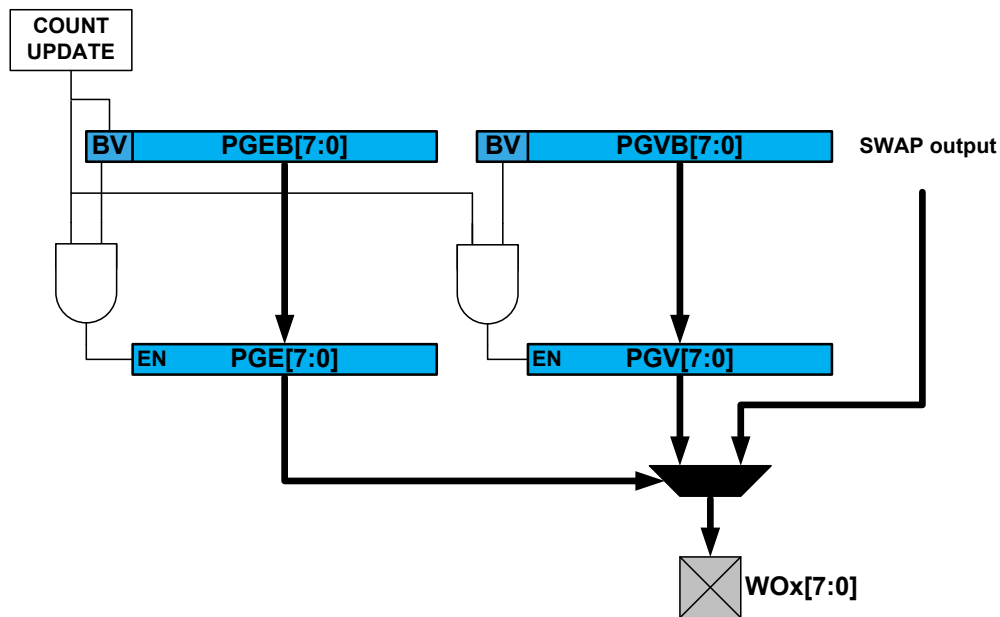 COUNT
UPDATE
BV PGEB[7:0] BV PGVB[7:0] SWAP output
EN PGE[7:0] EN PGV[7:0]
WOx[7:0]